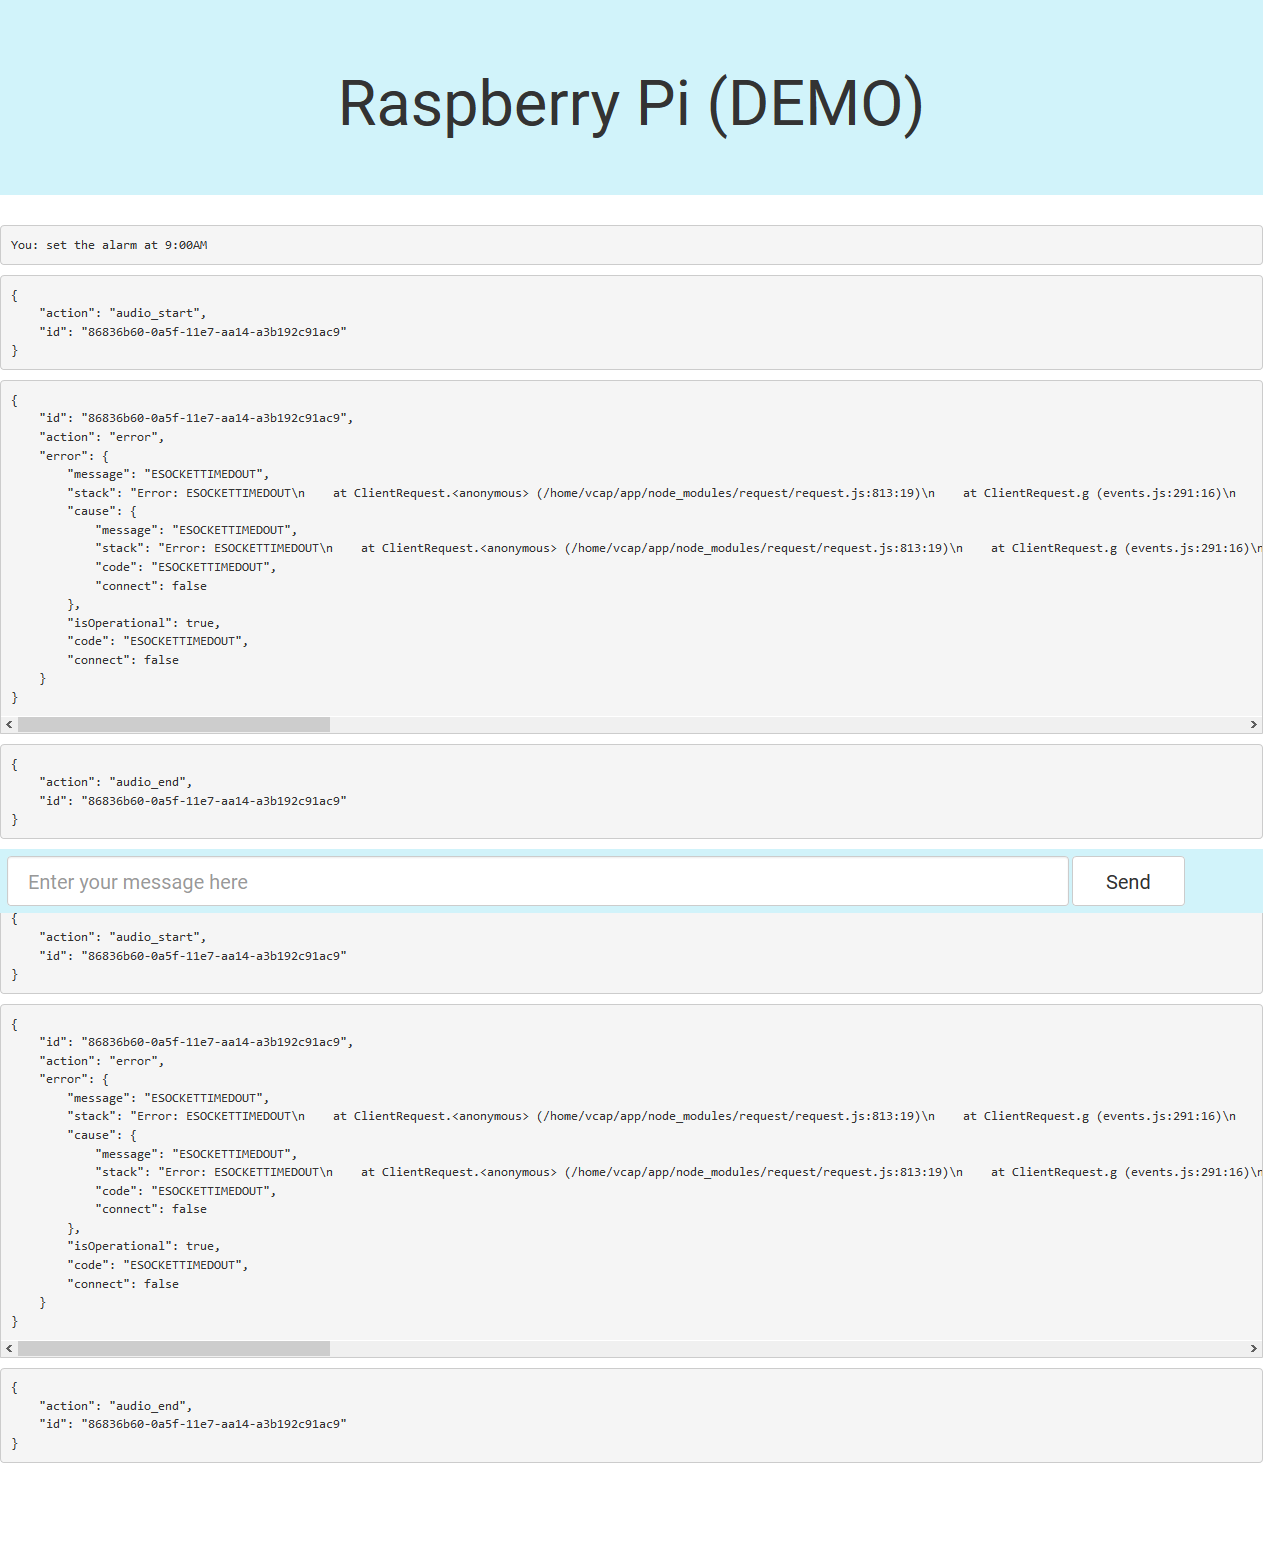 Raspberry Pi (DEMO)
You: set the alarm at 9:00AM
{
    "action": "audio_start",
    "id": "86836b60-0a5f-11e7-aa14-a3b192c91ac9"
}
{
    "id": "86836b60-0a5f-11e7-aa14-a3b192c91ac9",
    "action": "error",
    "error": {
        "message": "ESOCKETTIMEDOUT",
        "stack": "Error: ESOCKETTIMEDOUT\n    at ClientRequest.<anonymous> (/home/vcap/app/node_modules/request/request.js:813:19)\n    at ClientRequest.g (events.js:291:16)\n
        "cause": {
            "message": "ESOCKETTIMEDOUT",
            "stack": "Error: ESOCKETTIMEDOUT\n    at ClientRequest.<anonymous> (/home/vcap/app/node_modules/request/request.js:813:19)\n    at ClientRequest.g (events.js:291:16)\n
            "code": "ESOCKETTIMEDOUT",
            "connect": false
        },
        "isOperational": true,
        "code": "ESOCKETTIMEDOUT",
        "connect": false
    }
}
{
    "action": "audio_end",
    "id": "86836b60-0a5f-11e7-aa14-a3b192c91ac9"
}
Enter your message here
Send
{
    "action": "audio_start",
    "id": "86836b60-0a5f-11e7-aa14-a3b192c91ac9"
}
{
    "id": "86836b60-0a5f-11e7-aa14-a3b192c91ac9",
    "action": "error",
    "error": {
        "message": "ESOCKETTIMEDOUT",
        "stack": "Error: ESOCKETTIMEDOUT\n    at ClientRequest.<anonymous> (/home/vcap/app/node_modules/request/request.js:813:19)\n    at ClientRequest.g (events.js:291:16)\n
        "cause": {
            "message": "ESOCKETTIMEDOUT",
            "stack": "Error: ESOCKETTIMEDOUT\n    at ClientRequest.<anonymous> (/home/vcap/app/node_modules/request/request.js:813:19)\n    at ClientRequest.g (events.js:291:16)\n
            "code": "ESOCKETTIMEDOUT",
            "connect": false
        },
        "isOperational": true,
        "code": "ESOCKETTIMEDOUT",
        "connect": false
    }
}
{
    "action": "audio_end",
    "id": "86836b60-0a5f-11e7-aa14-a3b192c91ac9"
}